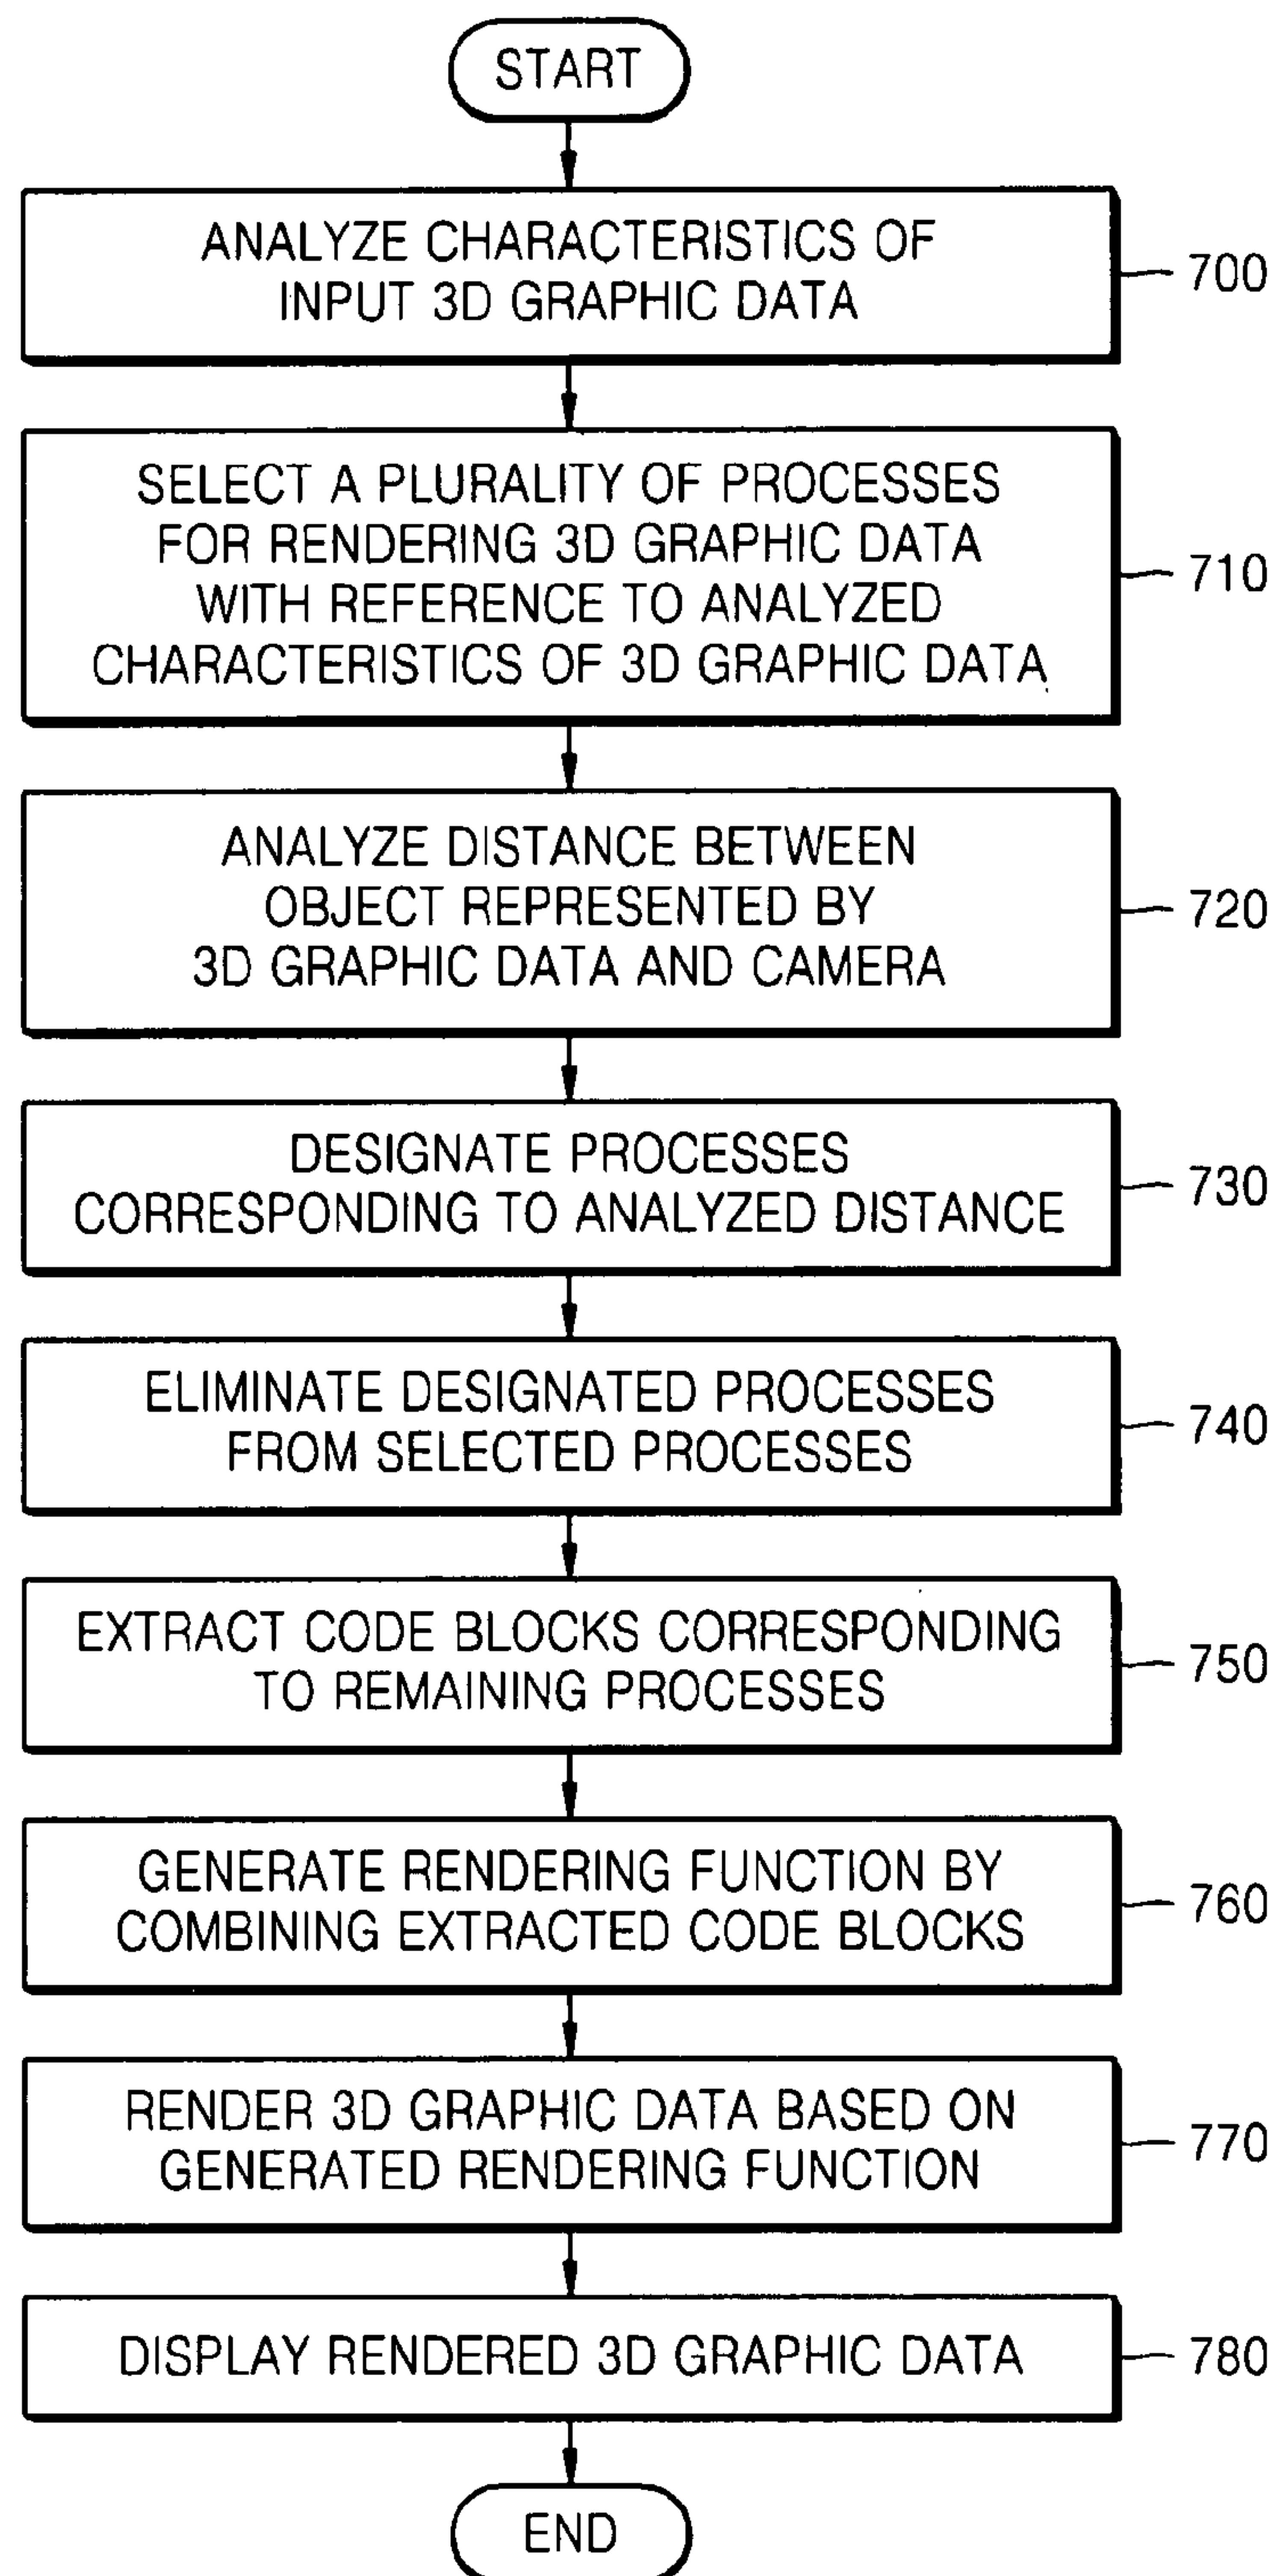 START
ANALYZE CHARACTERISTICS OF
INPUT 3D GRAPHIC DATA
700
SELECT A PLURALITY OF PROCESSES
FOR RENDERING 3D GRAPHIC DATA
WITH REFERENCE TO ANALYZED
CHARACTERISTICS OF 3D GRAPHIC DATA
710
ANALYZE DISTANCE BETWEEN
OBJECT REPRESENTED BY
3D GRAPHIC DATA AND CAMERA
720
DESIGNATE PROCESSES
CORRESPONDING TO ANALYZED DISTANCE
730
ELIMINATE DESIGNATED PROCESSES
FROM SELECTED PROCESSES
740
EXTRACT CODE BLOCKS CORRESPONDING
TO REMAINING PROCESSES
750
GENERATE RENDERING FUNCTION BY
COMBINING EXTRACTED CODE BLOCKS
760
RENDER 3D GRAPHIC DATA BASED ON
GENERATED RENDERING FUNCTION
770
DISPLAY RENDERED 3D GRAPHIC DATA
780
END